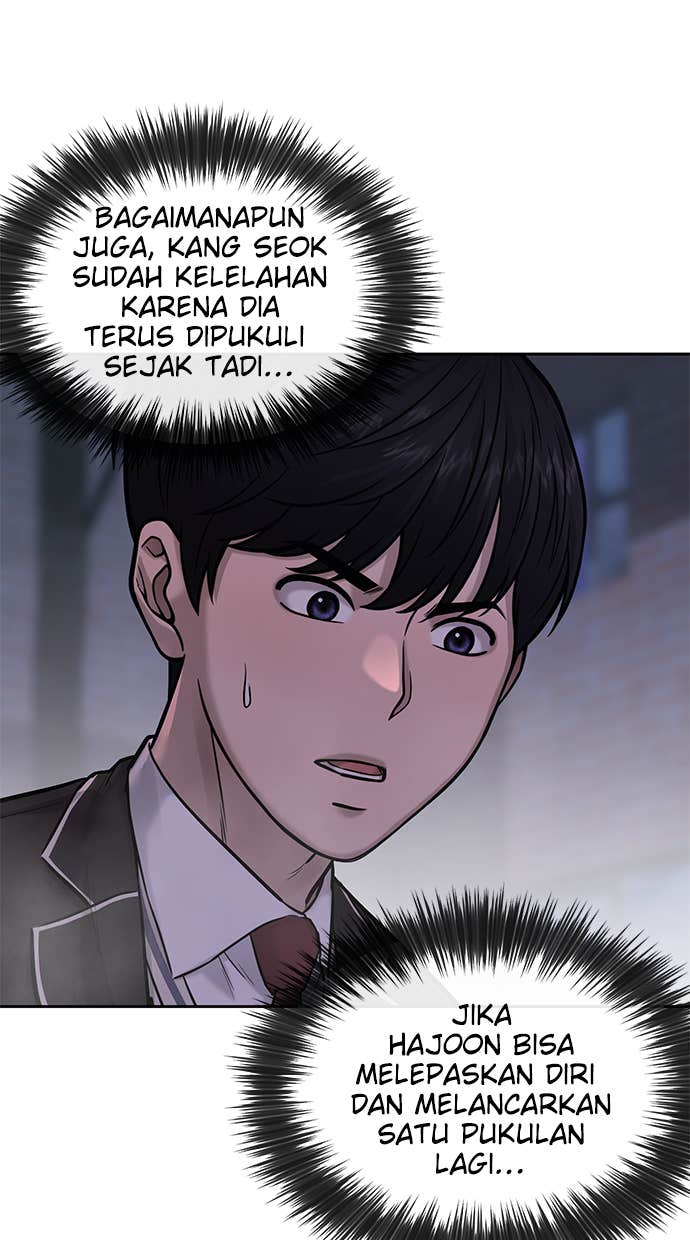 BAGAIMANAPUN
JUGA, KANG SEOK
SUDAH KELELAHAN
KARENA DIA
TERUS DIPUKULI
SEJAK TADI...
JIKA
HAJOON BISA
MELEPASKAN DIRI
DAN MELANCARKAN
SATU PUKULAN
LAGI...